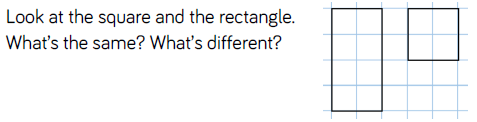 Look at the square and the rectangle.
What's the same? What's different?